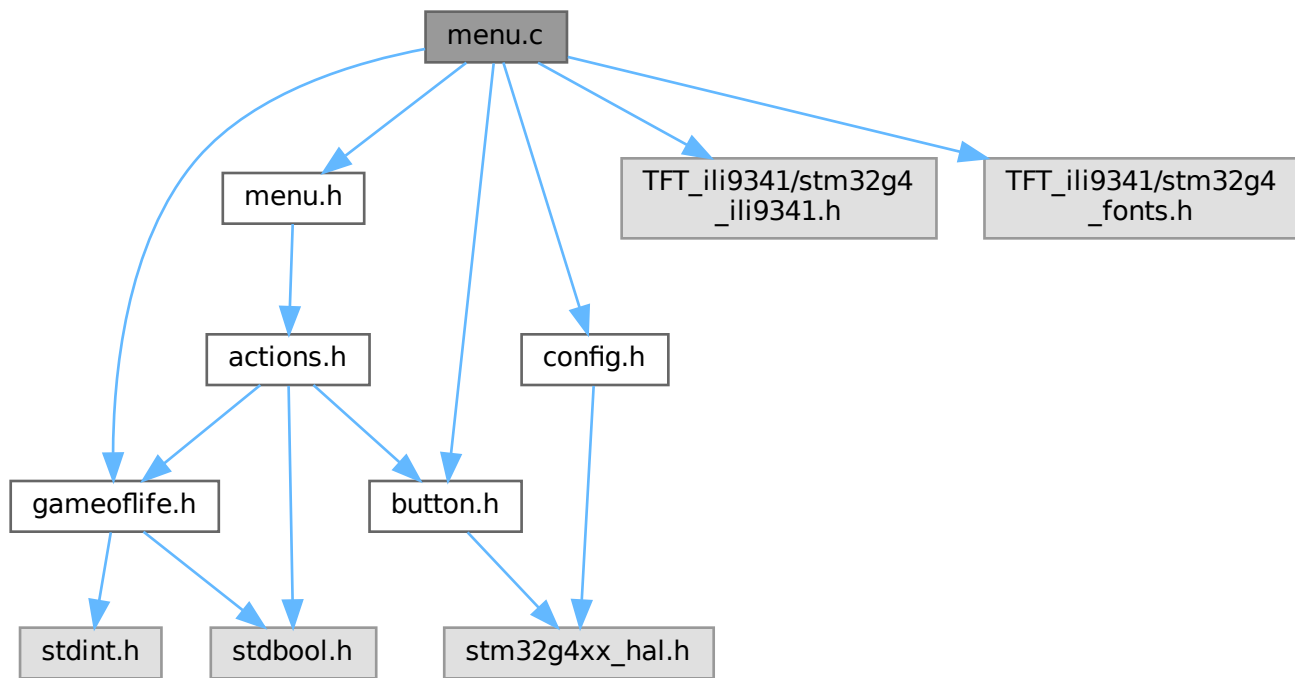 menu.c
menu.h
TFT_ili9341/stm32g4
_ili9341.h
TFT_ili9341/stm32g4
_fonts.h
actions.h
config.h
gameoflife.h
button.h
stdint.h
stdbool.h
stm32g4xx_hal.h